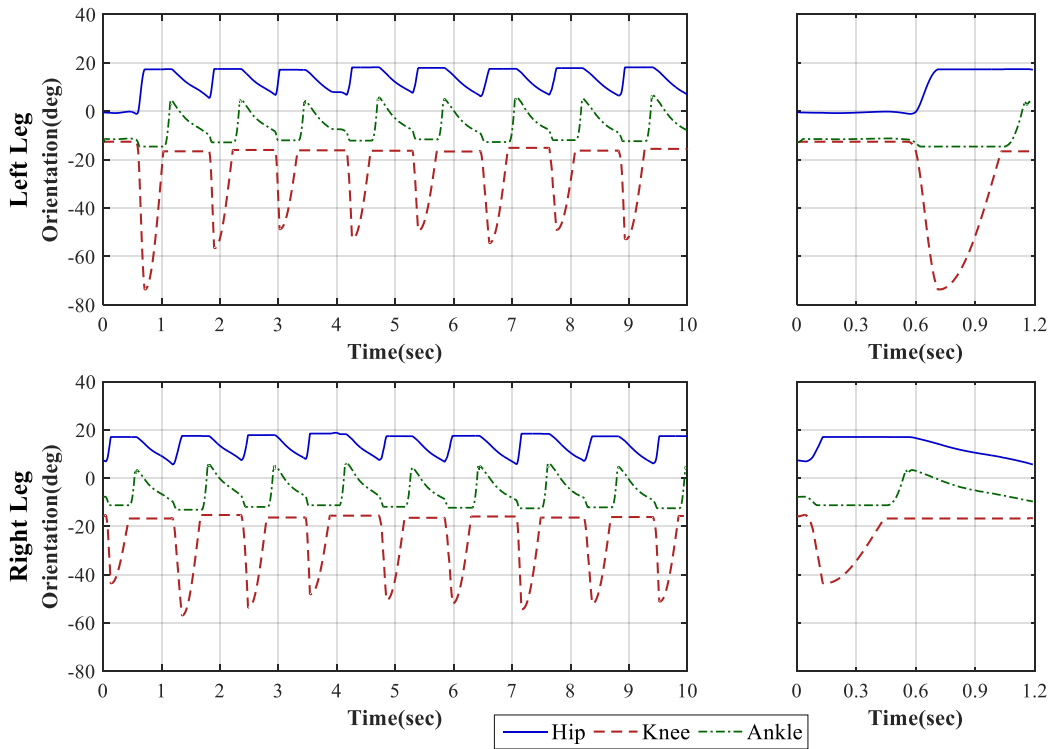 40
20
0
-20
-40
-60
-80
Left Leg
Orientation(deg)
0 1 2 3 4 5 6 7 8 9 10
Time(sec)
0 0.3 0.6 0.9 1.2
Time(sec)
40
20
0
-20
-40
-60
-80
Right Leg
Orientation(deg)
0 1 2 3 4 5 6 7 8 9 10
Time(sec)
0 0.3 0.6 0.9 1.2
Time(sec)
Hip Knee Ankle